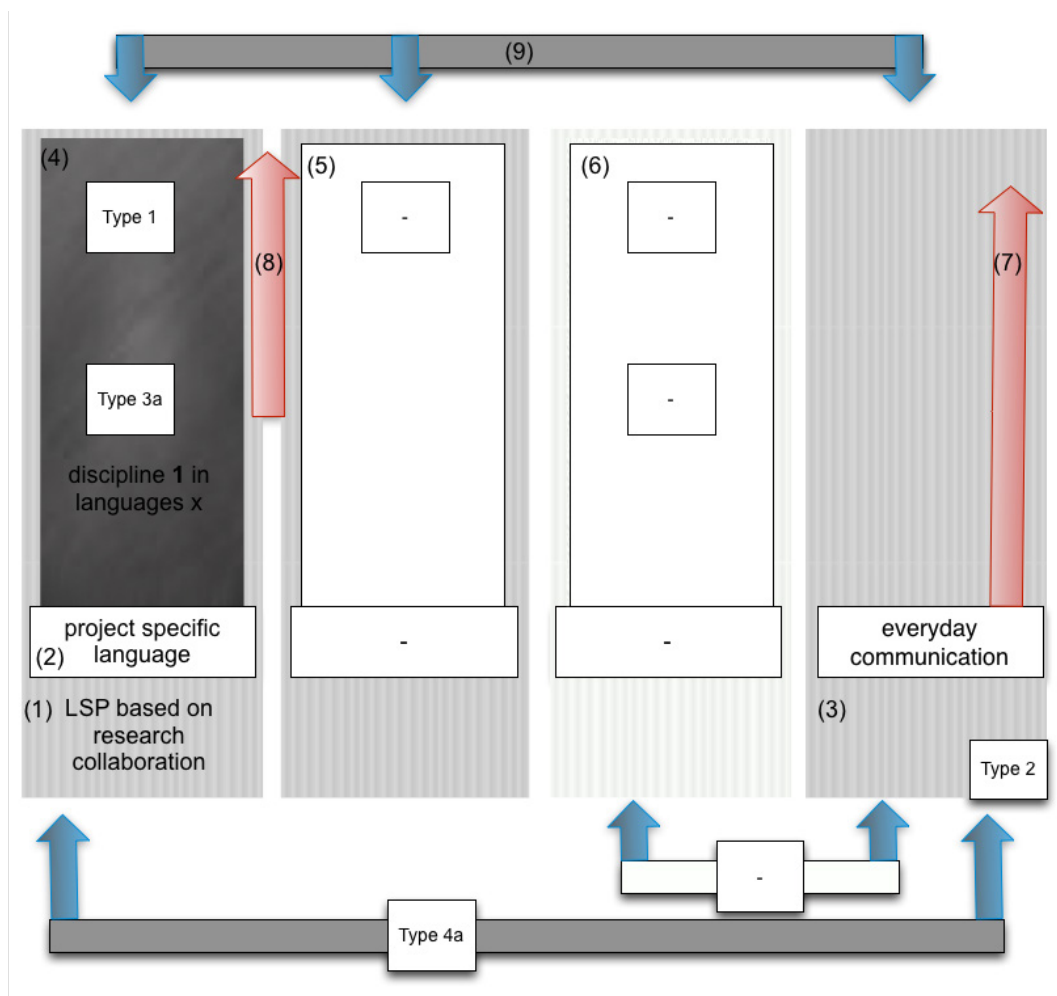 (9)
(4)
(5)
(6)
Type 1
-
-
(8)
(7)
Type 3a
-
discipline 1 in
languages x
project specific
language
(2)
-
-
everyday
communication
(1)
LSP based on
research
collaboration
(3)
Type 2
-
Type 4a